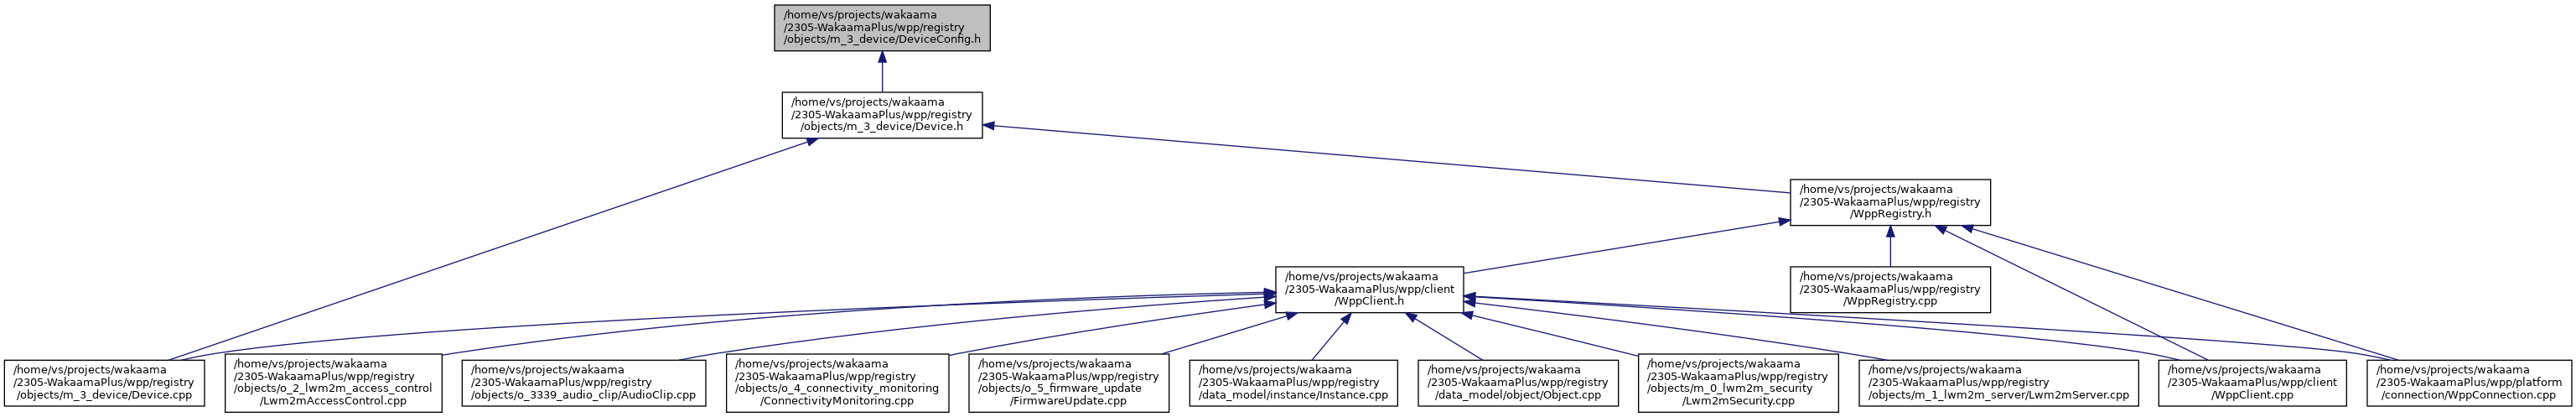 /home/vs/projects/wakaama
/2305-WakaamaPlus/wpp/registry
/objects/m_3_device/DeviceConfig.h
/home/vs/projects/wakaama
/2305-WakaamaPlus/wpp/registry
/objects/m_3_device/Device.h
/home/vs/projects/wakaama
/2305-WakaamaPlus/wpp/registry
/WppRegistry.h
/home/vs/projects/wakaama
/2305-WakaamaPlus/wpp/client
/WppClient.h
/home/vs/projects/wakaama
/2305-WakaamaPlus/wpp/registry
/WppRegistry.cpp
/home/vs/projects/wakaama
/2305-WakaamaPlus/wpp/registry
/objects/m_3_device/Device.cpp
/home/vs/projects/wakaama
/2305-WakaamaPlus/wpp/registry
/objects/o_2_lwm2m_access_control
/Lwm2mAccessControl.cpp
/home/vs/projects/wakaama
/2305-WakaamaPlus/wpp/registry
/objects/o_3339_audio_clip/AudioClip.cpp
/home/vs/projects/wakaama
/2305-WakaamaPlus/wpp/registry
/objects/o_4_connectivity_monitoring
/ConnectivityMonitoring.cpp
/home/vs/projects/wakaama
/2305-WakaamaPlus/wpp/registry
/objects/o_5_firmware_update
/FirmwareUpdate.cpp
/home/vs/projects/wakaama
/2305-WakaamaPlus/wpp/registry
/data_model/instance/Instance.cpp
/home/vs/projects/wakaama
/2305-WakaamaPlus/wpp/registry
/data_model/object/Object.cpp
/home/vs/projects/wakaama
/2305-WakaamaPlus/wpp/registry
/objects/m_0_lwm2m_security
/Lwm2mSecurity.cpp
/home/vs/projects/wakaama
/2305-WakaamaPlus/wpp/registry
/objects/m_1_lwm2m_server/Lwm2mServer.cpp
/home/vs/projects/wakaama
/2305-WakaamaPlus/wpp/client
/WppClient.cpp
/home/vs/projects/wakaama
/2305-WakaamaPlus/wpp/platform
/connection/WppConnection.cpp